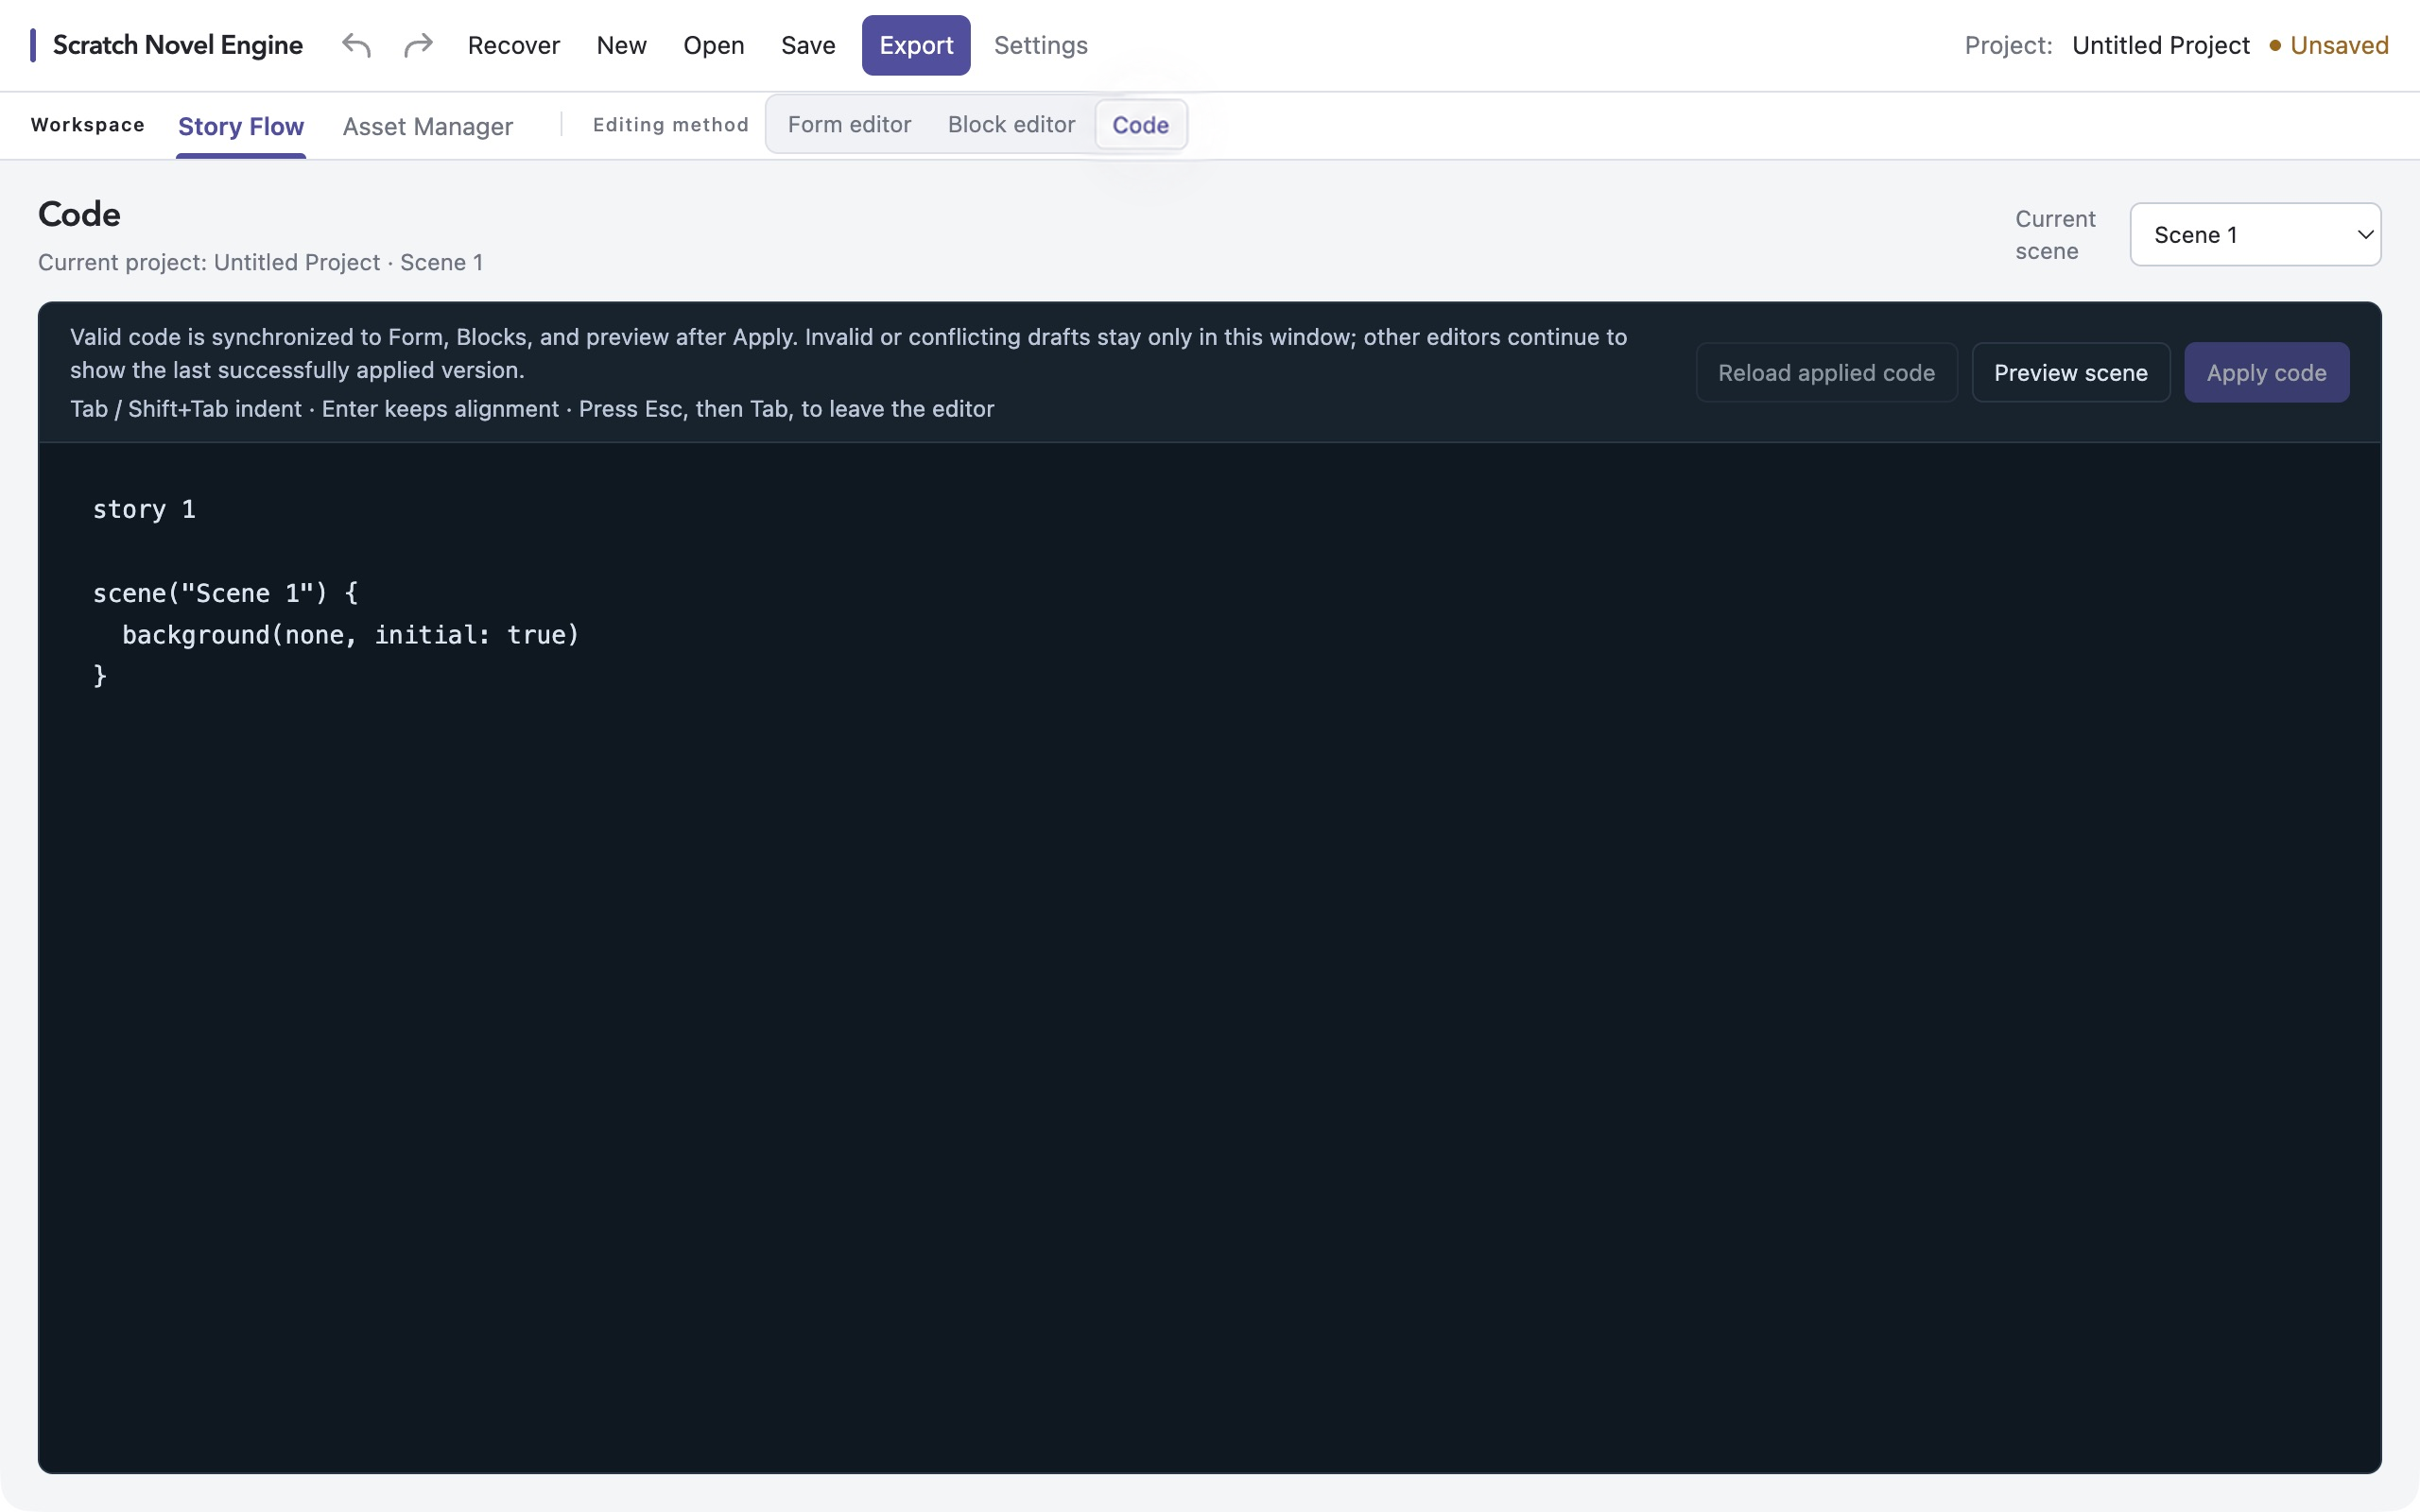 Scratch Novel Engine Recover New Open Save Export Settings Project: Untitled Project Unsaved
Workspace Story Flow Asset Manager Editing method Form editor Block editor Code
Code
Current project: Untitled Project · Scene 1
Current
scene
Scene 1
Valid code is synchronized to Form, Blocks, and preview after Apply. Invalid or conflicting drafts stay only in this window; other editors continue to
show the last successfully applied version.
Tab / Shift+Tab indent · Enter keeps alignment · Press Esc, then Tab, to leave the editor
Reload applied code Preview scene Apply code
story 1
scene("Scene 1") {
  background(none, initial: true)
}